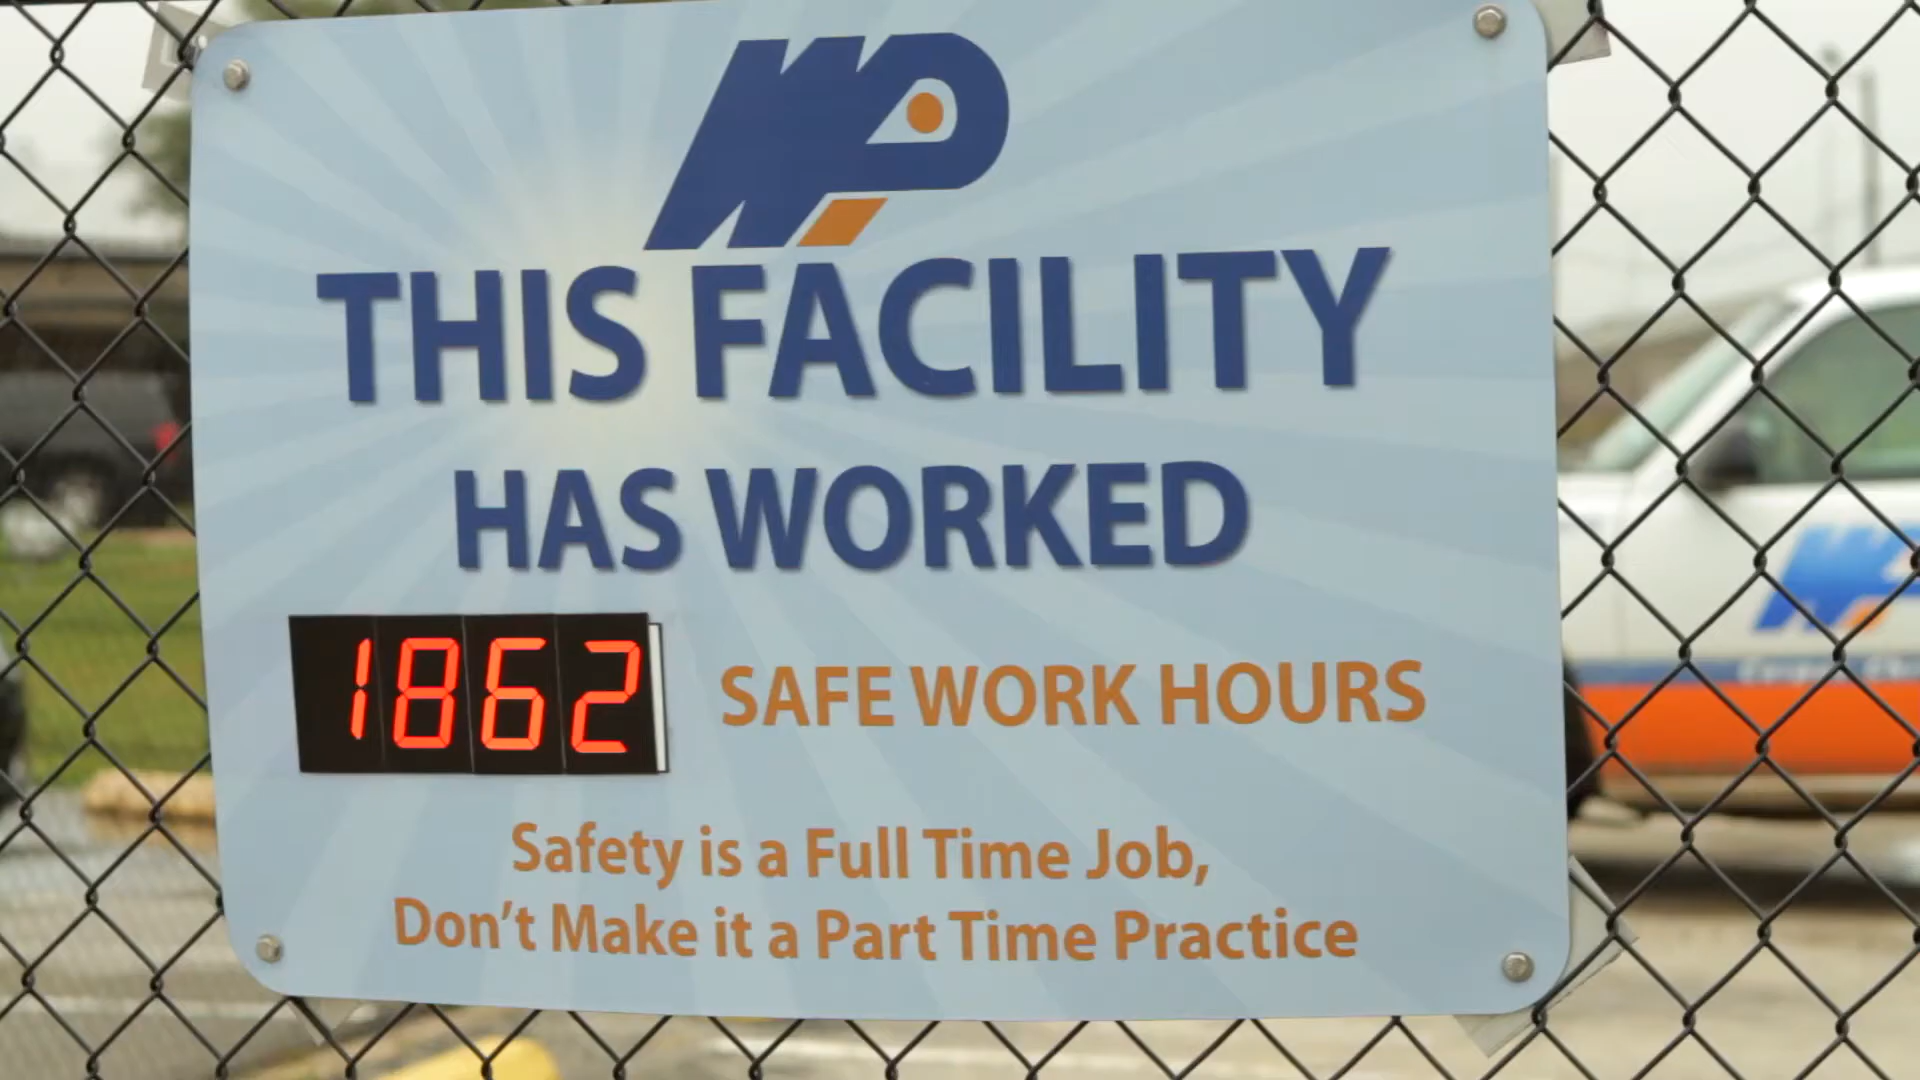 WP
THIS FACILITY
HAS WORKED
1862 SAFE WORK HOURS
Safety is a Full Time Job,
Don't Make it a Part Time Practice